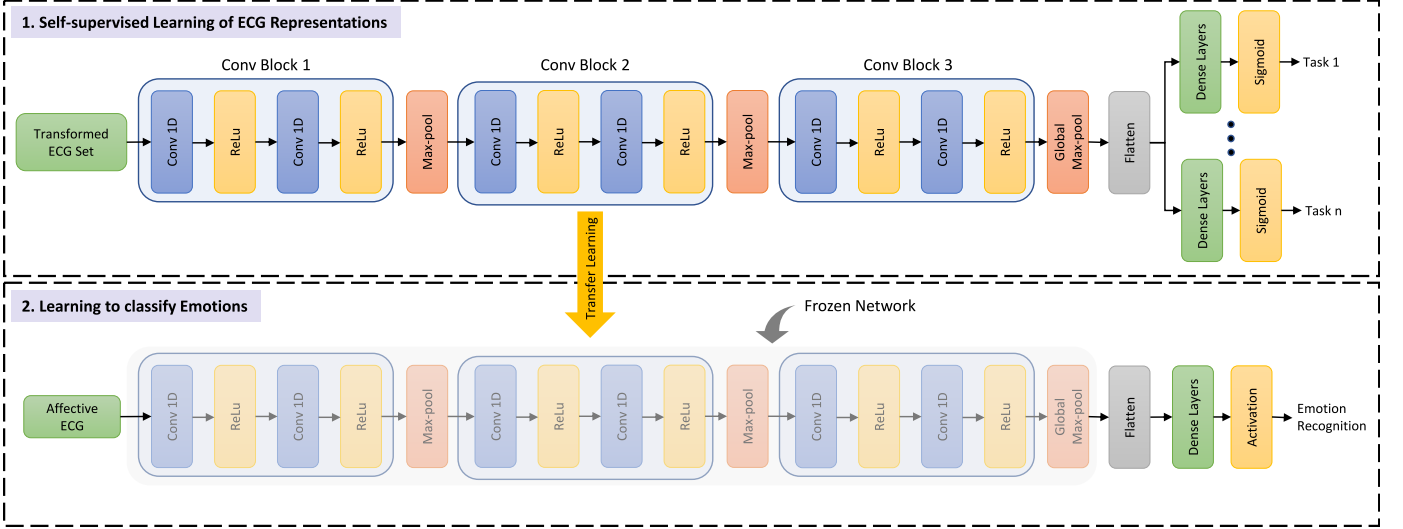 1. Self-supervised Learning of ECG Representations
Conv Block 1
Conv Block 2
Conv Block 3
Transformed
ECG Set
Conv 1D
ReLu
Conv 1D
ReLu
Max-pool
Conv 1D
ReLu
Conv 1D
ReLu
Max-pool
Conv 1D
ReLu
Conv 1D
ReLu
Global
Max-pool
Flatten
Dense Layers
Sigmoid
Task 1
Dense Layers
Sigmoid
Task n
Transfer Learning
2. Learning to classify Emotions
Frozen Network
Affective
ECG
Conv 1D
ReLu
Conv 1D
ReLu
Max-pool
Conv 1D
ReLu
Conv 1D
ReLu
Max-pool
Conv 1D
ReLu
Conv 1D
ReLu
Global
Max-pool
Flatten
Dense Layers
Activation
Emotion
Recognition